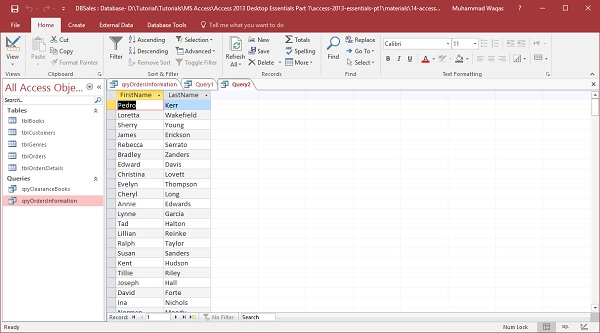 DBSales : Database- D:\Tutorial\Tutorials\MS Access\Access 2013 Desktop Essentials Part 1\access-2013-essentials-pt1\materials\14-access...
Muhammad Waqas
File Home Create External Data Database Tools Tell me what you want to do
View
Paste
Cut
Copy
Format Painter
Filter
Ascending
Descending
Remove Sort
Selection
Advanced
Toggle Filter
Refresh All
New
Save
Delete
Totals
Spelling
More
Find
Replace
Go To
Select
Calibri 11
B I U
Views Clipboard Sort & Filter Records Find Text Formatting
All Access Obje...
Search...
Tables
tblBooks
tblCustomers
tblGenres
tblOrders
tblOrdersDetails
Queries
qryClearanceBooks
qryOrdersInformation
qryOrdersInformation Query1 Query2
FirstName LastName
Pedro Kerr
Loretta Wakefield
Sherry Young
James Erickson
Rebecca Serrato
Bradley Zanders
Edward Davis
Christina Lovett
Evelyn Thompson
Cheryl Long
Annie Edwards
Lynne Garcia
Tad Halton
Lillian Reinke
Ralph Taylor
Susan Sanders
Kent Hudson
Tillie Riley
Joseph Hall
David Forte
Ina Nichols
Norman Moody
Record: 1 No Filter Search
Ready
Num Lock